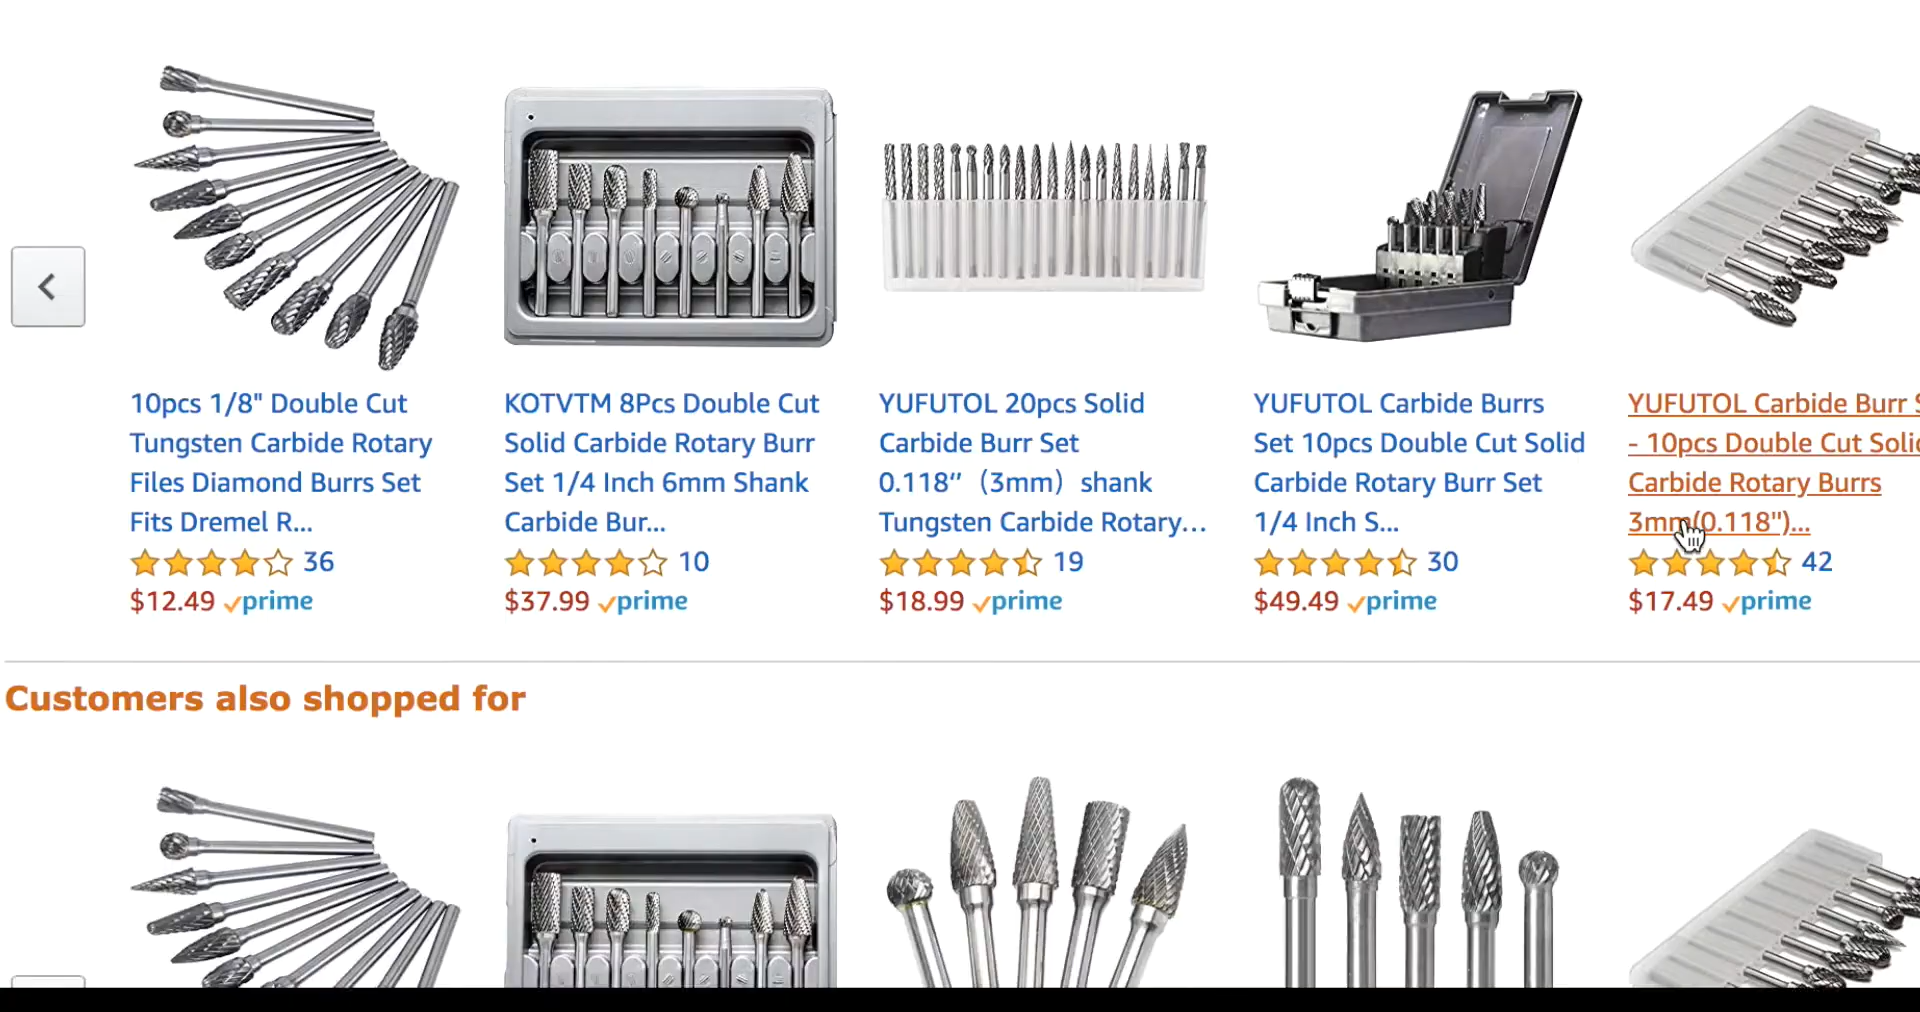 10pcs 1/8" Double Cut
Tungsten Carbide Rotary
Files Diamond Burrs Set
Fits Dremel R...
36
$12.49 prime
KOTVTM 8Pcs Double Cut
Solid Carbide Rotary Burr
Set 1/4 Inch 6mm Shank
Carbide Bur...
10
$37.99 prime
YUFUTOL 20pcs Solid
Carbide Burr Set
0.118″（3mm）shank
Tungsten Carbide Rotary...
19
$18.99 prime
YUFUTOL Carbide Burrs
Set 10pcs Double Cut Solid
Carbide Rotary Burr Set
1/4 Inch S...
30
$49.49 prime
YUFUTOL Carbide Burr
- 10pcs Double Cut
Carbide Rotary Burrs
3mm(0.118")...
42
$17.49 prime
Customers also shopped for